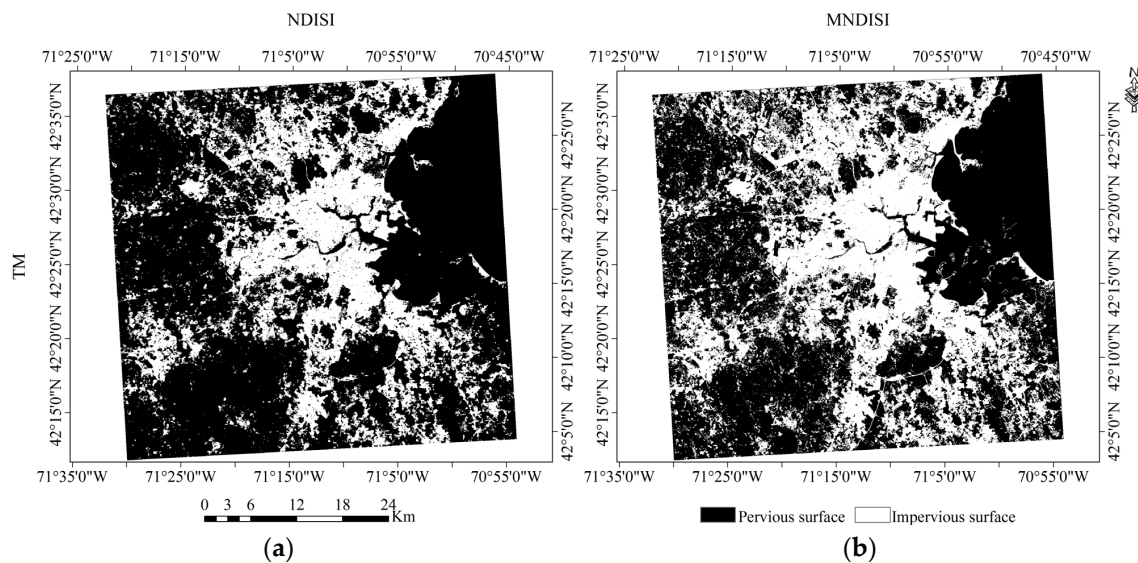 NDISI
MNDISI
71°25'0"W 71°15'0"W 71°5'0"W 70°55'0"W 70°45'0"W
71°25'0"W 71°15'0"W 71°5'0"W 70°55'0"W 70°45'0"W
N
TM
42°35'0"N
42°30'0"N
42°25'0"N
42°20'0"N
42°15'0"N
42°25'0"N
42°20'0"N
42°15'0"N
42°10'0"N
42°5'0"N
42°35'0"N
42°30'0"N
42°25'0"N
42°20'0"N
42°15'0"N
42°25'0"N
42°20'0"N
42°15'0"N
42°10'0"N
42°5'0"N
71°35'0"W 71°25'0"W 71°15'0"W 71°5'0"W 70°55'0"W
71°35'0"W 71°25'0"W 71°15'0"W 71°5'0"W 70°55'0"W
0 3 6 12 18 24
Km
Pervious surface Impervious surface
(a)
(b)